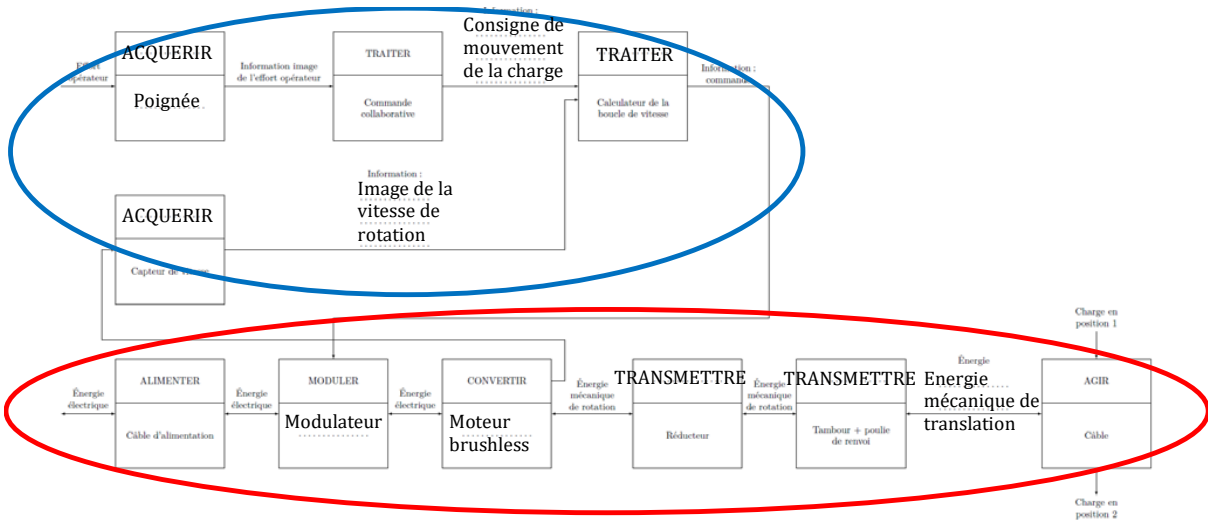 Information :
Consigne de
mouvement
de la charge
ACQUERIR
Effort
opérateur
Poignée
Information image
de l'effort opérateur
TRAITER
Commande
collaborative
TRAITER
Calculateur de la
boucle de vitesse
Information :
commande
Information :
Image de la
vitesse de
rotation
ACQUERIR
Capteur de vitesse
Charge en
position 1
Énergie
électrique
ALIMENTER
Câble d'alimentation
Énergie
électrique
MODULER
Modulateur
Énergie
électrique
CONVERTIR
Moteur
brushless
Énergie
mécanique
de rotation
TRANSMETTRE
Réducteur
Énergie
mécanique
de rotation
TRANSMETTRE
Tambour + poulie
de renvoi
Énergie
Energie
mécanique de
translation
AGIR
Câble
Charge en
position 2